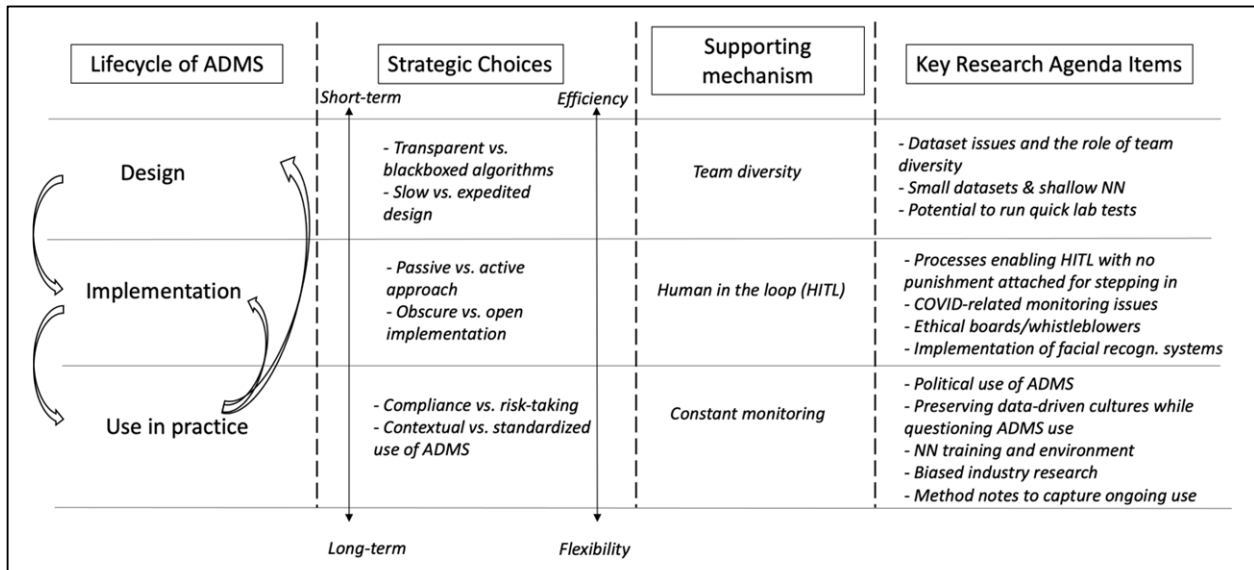 Lifecycle of ADMS
Strategic Choices
Supporting
mechanism
Key Research Agenda Items
Short-term
Efficiency
Design
- Transparent vs.
blackboxed algorithms
- Slow vs. expedited
design
Team diversity
- Dataset issues and the role of team
diversity
- Small datasets & shallow NN
- Potential to run quick lab tests
Implementation
- Passive vs. active
approach
- Obscure vs. open
implementation
Human in the loop (HITL)
- Processes enabling HITL with no
punishment attached for stepping in
- COVID-related monitoring issues
- Ethical boards/whistleblowers
- Implementation of facial recogn. systems
Use in practice
- Compliance vs. risk-taking
- Contextual vs. standardized
use of ADMS
Constant monitoring
- Political use of ADMS
- Preserving data-driven cultures while
questioning ADMS use
- NN training and environment
- Biased industry research
- Method notes to capture ongoing use
Long-term
Flexibility